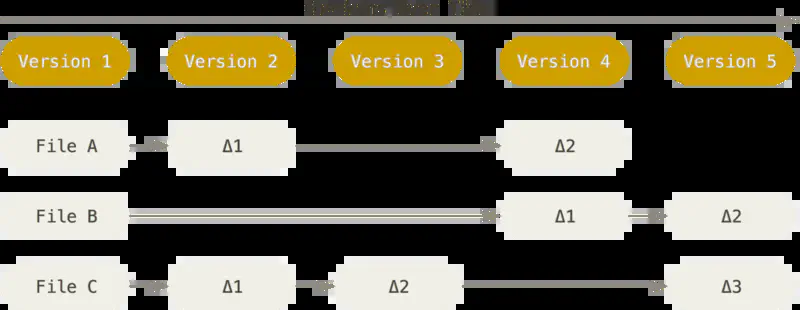 Version 1 Version 2 Version 3 Version 4 Version 5
File A Δ1 Δ2
File B Δ1 Δ2
File C Δ1 Δ2 Δ3